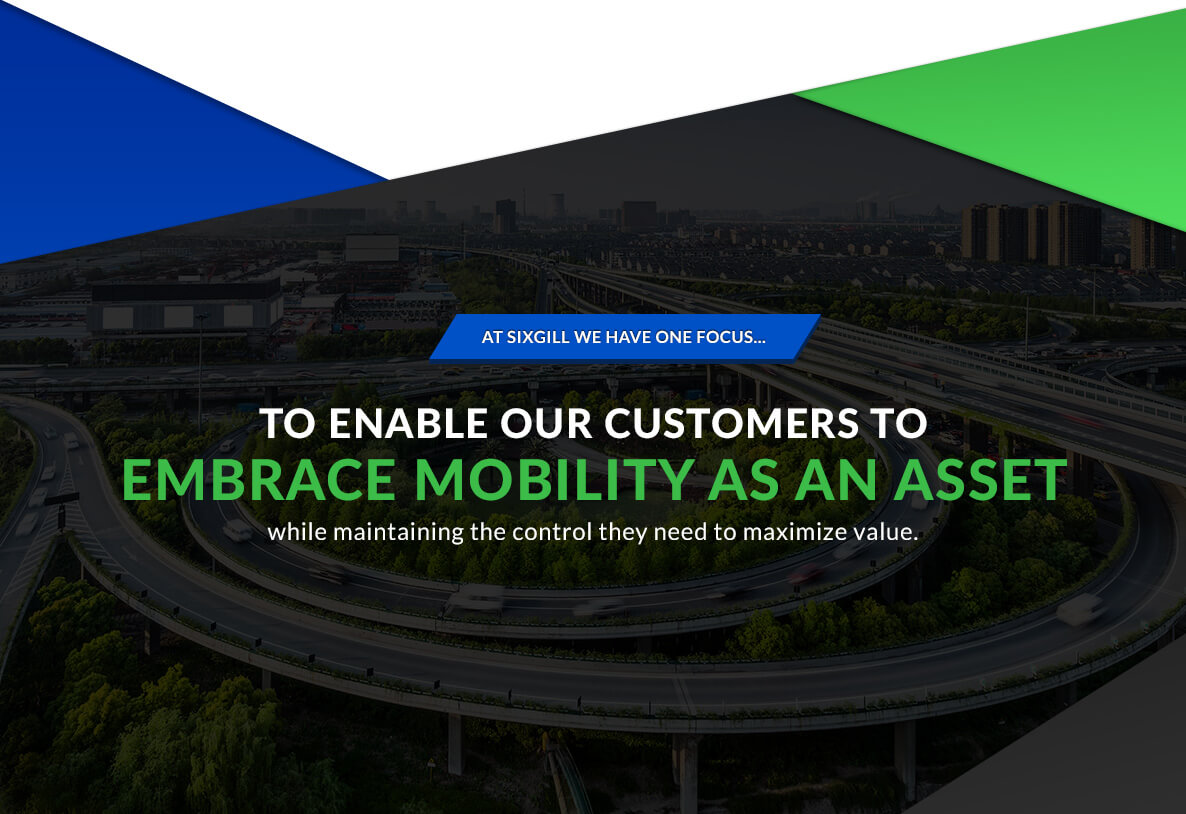 AT SIXGILL WE HAVE ONE FOCUS...
TO ENABLE OUR CUSTOMERS TO
EMBRACE MOBILITY AS AN ASSET
while maintaining the control they need to maximize value.